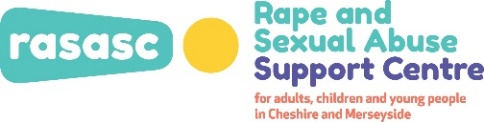 rasasc
Rape and
Sexual Abuse
Support Centre
for adults, children and young people
in Cheshire and Merseyside